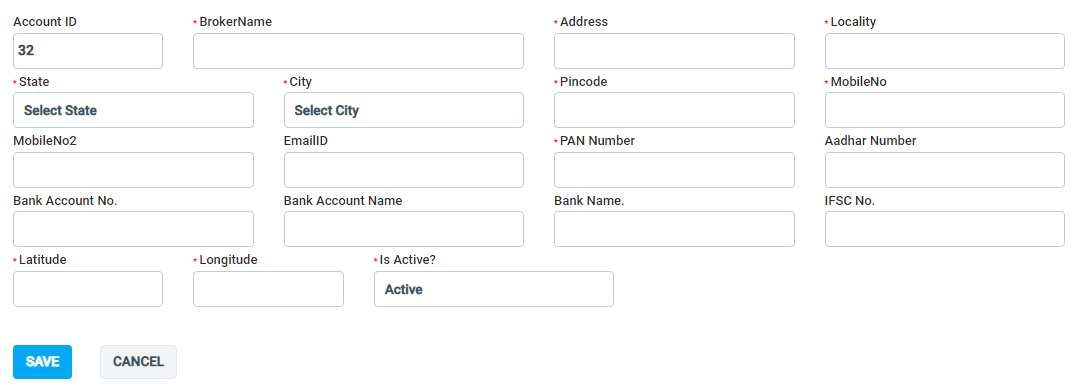 Account ID * BrokerName * Address * Locality
32
* State * City * Pincode * MobileNo
Select State Select City
MobileNo2 EmailID * PAN Number Aadhar Number
Bank Account No. Bank Account Name Bank Name. IFSC No.
* Latitude * Longitude * Is Active?
Active
SAVE CANCEL